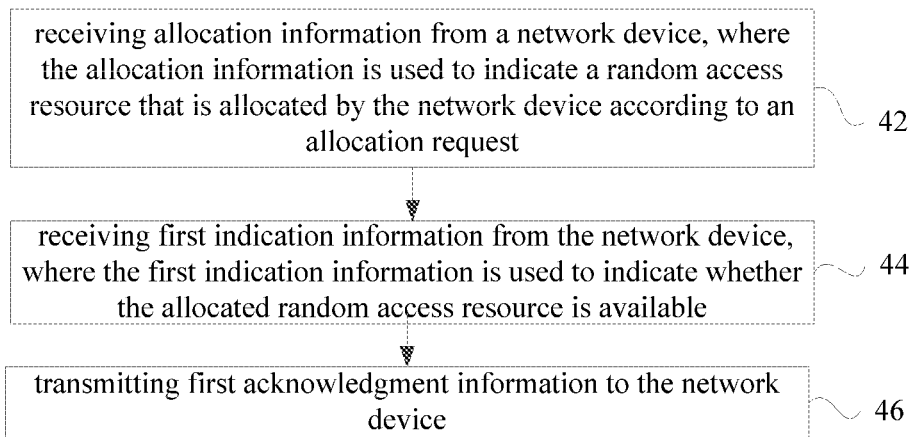 receiving allocation information from a network device, where
the allocation information is used to indicate a random access
resource that is allocated by the network device according to an
allocation request
42
receiving first indication information from the network device,
where the first indication information is used to indicate whether
the allocated random access resource is available
44
transmitting first acknowledgment information to the network
device
46